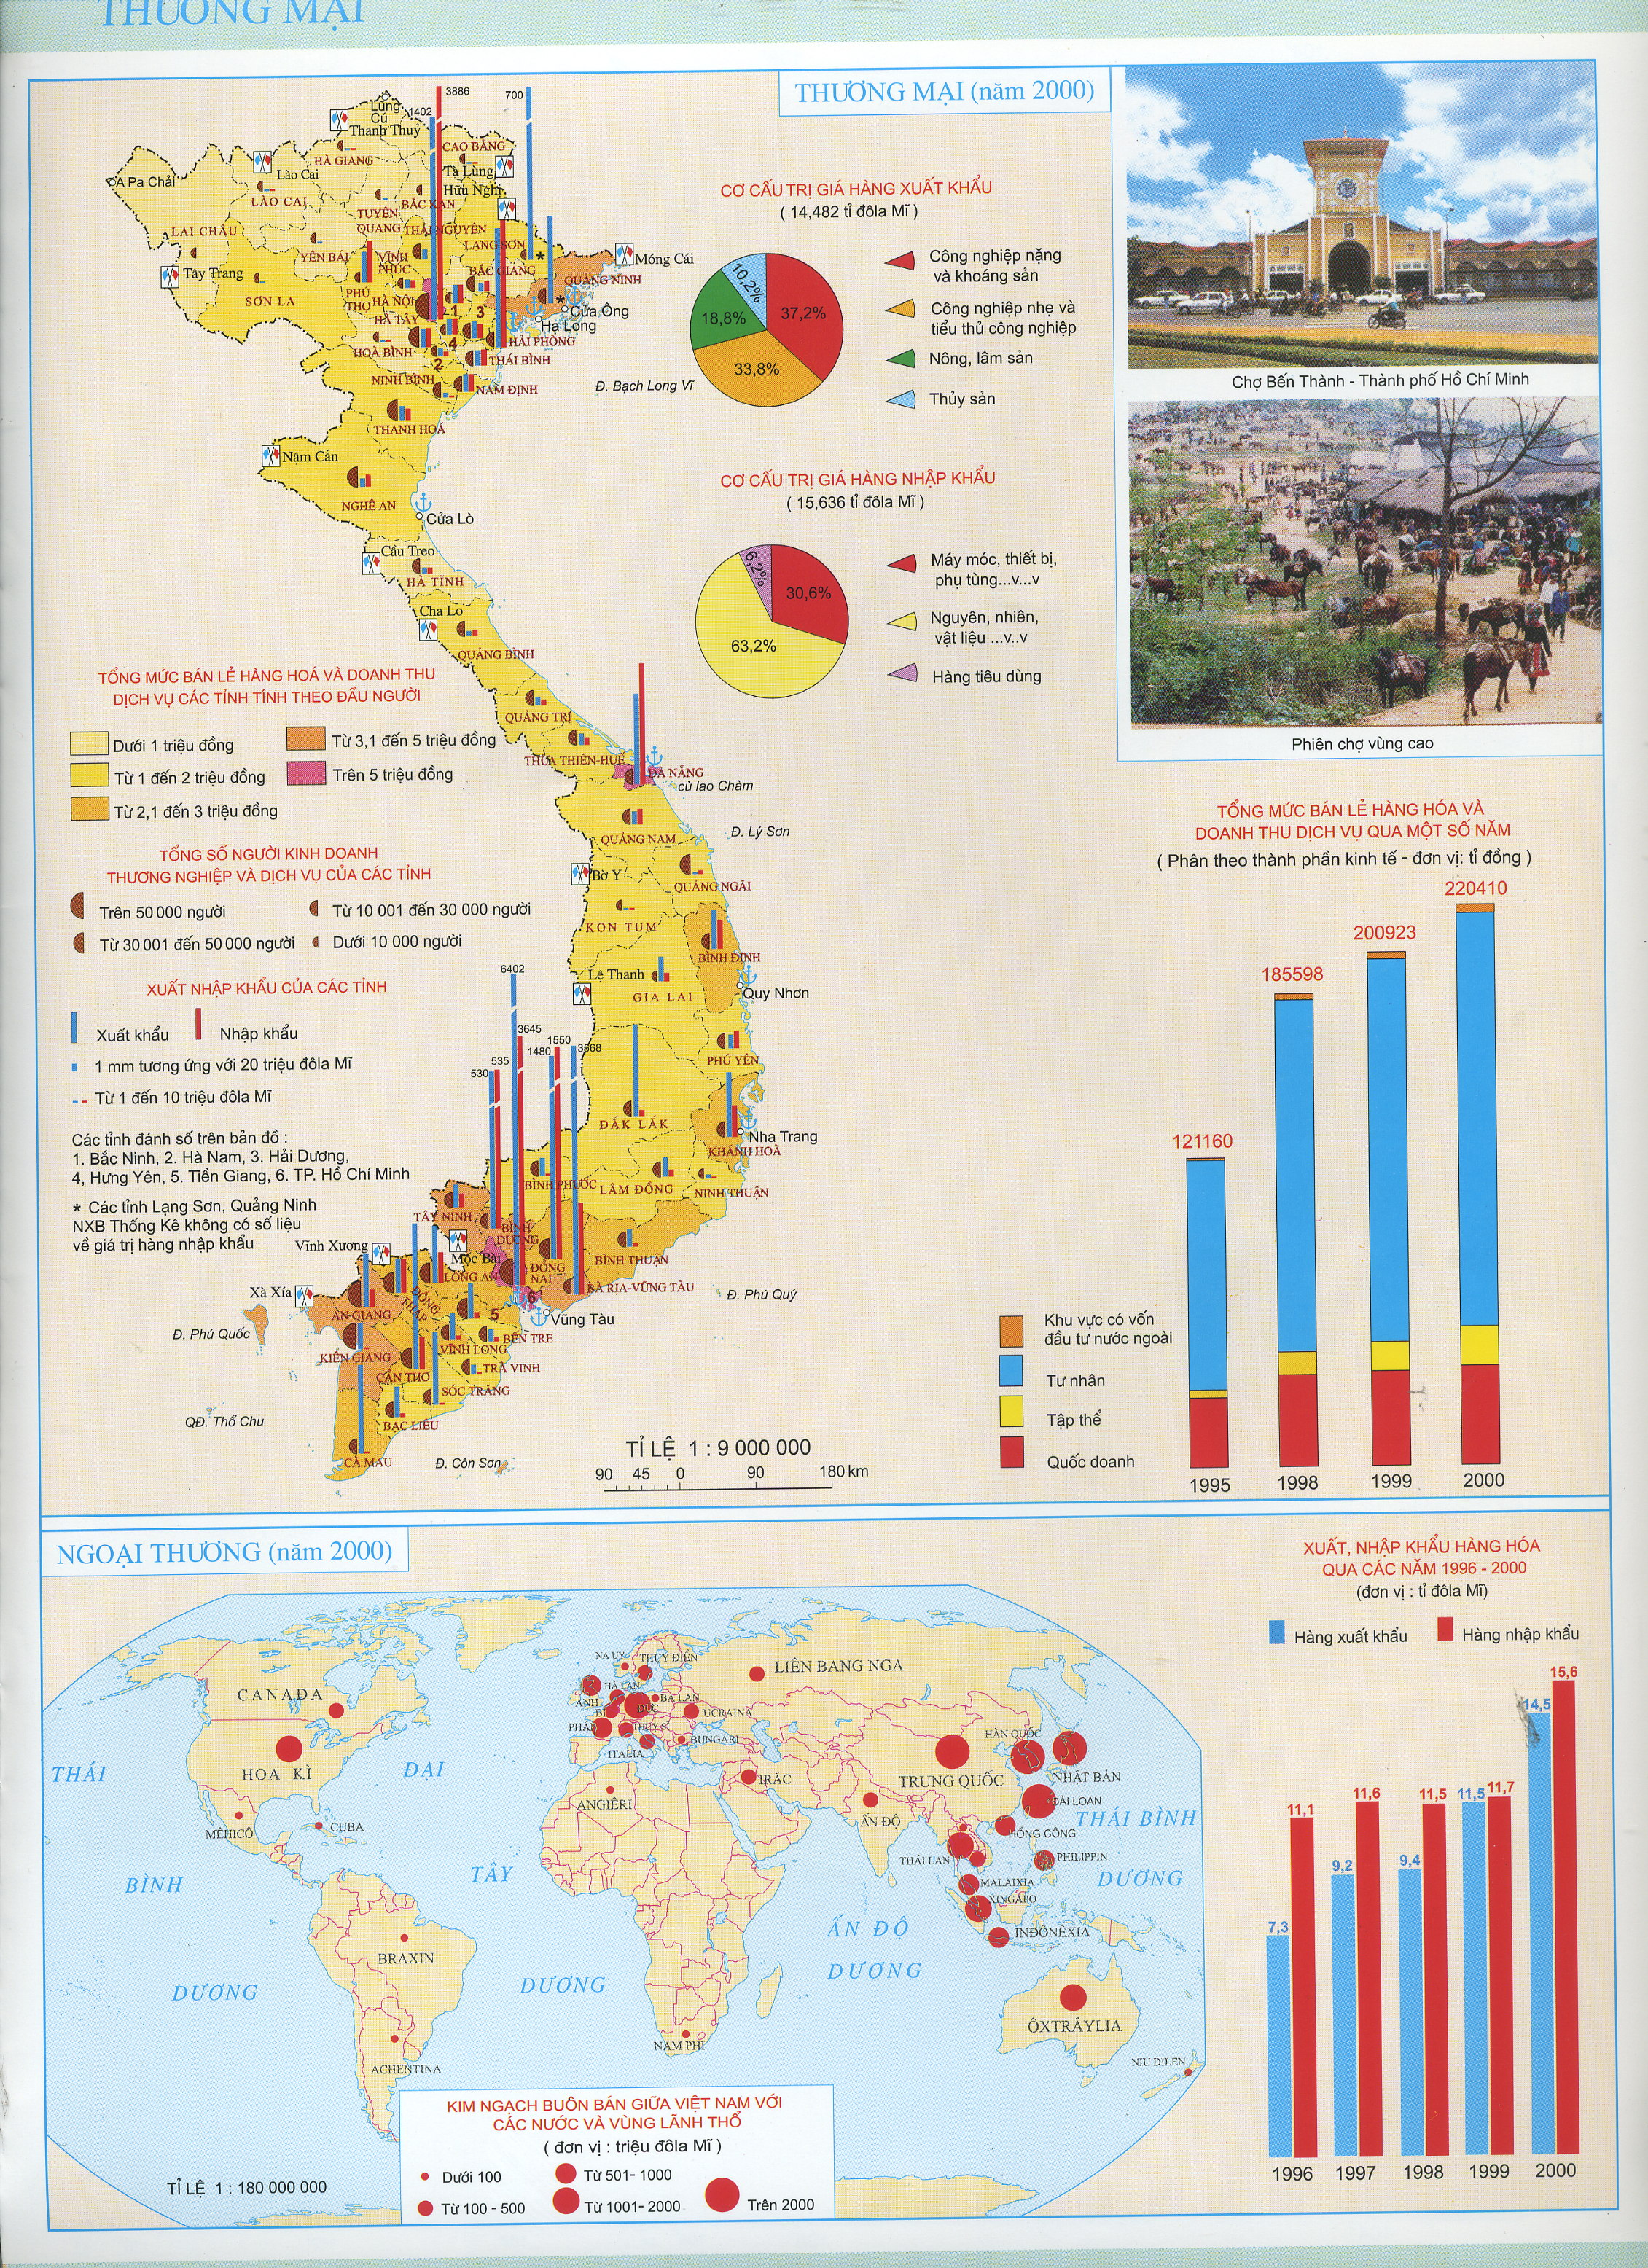 THƯƠNG MẠI
THƯƠNG MẠI (năm 2000)
Lũng
Cú
1402
3886
700
Thanh Thuỷ
HÀ GIANG
CAO BẰNG
Tà Lùng
Hữu Nghị
A Pa Chải
Lào Cai
LÀO CAI
TUYÊN
QUANG
BẮC KẠN
THÁI NGUYÊN
LAI CHÂU
YÊN BÁI
LẠNG SƠN
*
Móng Cái
Tây Trang
SƠN LA
VĨNH
PHÚC
BẮC GIANG
QUẢNG NINH
*
PHÚ
THỌ
HÀ NỘI
1
3
Cửa Ông
Hạ Long
HÀ TÂY
4
HẢI PHÒNG
HOÀ BÌNH
2
THÁI BÌNH
NINH BÌNH
NAM ĐỊNH
Đ. Bạch Long Vĩ
THANH HOÁ
Nậm Cắn
NGHỆ AN
Cửa Lò
Cầu Treo
HÀ TĨNH
Cha Lo
QUẢNG BÌNH
QUẢNG TRỊ
THỪA THIÊN-HUẾ
ĐÀ NẴNG
cù lao Chàm
QUẢNG NAM
Đ. Lý Sơn
Bờ Y
QUẢNG NGÃI
KON TUM
BÌNH ĐỊNH
Lệ Thanh
GIA LAI
Quy Nhơn
PHÚ YÊN
ĐẮK LẮK
Nha Trang
KHÁNH HOÀ
6402
3645
1550
1480
3568
535
530
BÌNH PHƯỚC
LÂM ĐỒNG
NINH THUẬN
TÂY NINH
BÌNH
DƯƠNG
Vĩnh Xương
Mộc Bài
LONG AN
ĐỒNG
NAI
BÌNH THUẬN
BÀ RỊA-VŨNG TÀU
Xà Xía
AN GIANG
ĐỒNG
THÁP
5
6
Vũng Tàu
Đ. Phú Quý
Đ. Phú Quốc
KIÊN GIANG
VĨNH LONG
BẾN TRE
CẦN THƠ
TRÀ VINH
SÓC TRĂNG
QĐ. Thổ Chu
BẠC LIÊU
CÀ MAU
Đ. Côn Sơn
CƠ CẤU TRỊ GIÁ HÀNG XUẤT KHẨU
( 14,482 tỉ đôla Mĩ )
10,2%
37,2%
18,8%
33,8%
Công nghiệp nặng
và khoáng sản
Công nghiệp nhẹ và
tiểu thủ công nghiệp
Nông, lâm sản
Thủy sản
CƠ CẤU TRỊ GIÁ HÀNG NHẬP KHẨU
( 15,636 tỉ đôla Mĩ )
6,2%
30,6%
63,2%
Máy móc, thiết bị,
phụ tùng...v...v
Nguyên, nhiên,
vật liệu ...v..v
Hàng tiêu dùng
Chợ Bến Thành - Thành phố Hồ Chí Minh
Phiên chợ vùng cao
TỔNG MỨC BÁN LẺ HÀNG HOÁ VÀ DOANH THU
DỊCH VỤ CÁC TỈNH TÍNH THEO ĐẦU NGƯỜI
Dưới 1 triệu đồng
Từ 3,1 đến 5 triệu đồng
Từ 1 đến 2 triệu đồng
Trên 5 triệu đồng
Từ 2,1 đến 3 triệu đồng
TỔNG SỐ NGƯỜI KINH DOANH
THƯƠNG NGHIỆP VÀ DỊCH VỤ CỦA CÁC TỈNH
Trên 50 000 người
Từ 10 001 đến 30 000 người
Từ 30 001 đến 50 000 người
Dưới 10 000 người
XUẤT NHẬP KHẨU CỦA CÁC TỈNH
Xuất khẩu
Nhập khẩu
1 mm tương ứng với 20 triệu đôla Mĩ
Từ 1 đến 10 triệu đôla Mĩ
Các tỉnh đánh số trên bản đồ :
1. Bắc Ninh, 2. Hà Nam, 3. Hải Dương,
4, Hưng Yên, 5. Tiền Giang, 6. TP. Hồ Chí Minh
* Các tỉnh Lạng Sơn, Quảng Ninh
NXB Thống Kê không có số liệu
về giá trị hàng nhập khẩu
TỈ LỆ 1 : 9 000 000
90 45 0 90 180 km
TỔNG MỨC BÁN LẺ HÀNG HÓA VÀ
DOANH THU DỊCH VỤ QUA MỘT SỐ NĂM
( Phân theo thành phần kinh tế - đơn vị: tỉ đồng )
220410
200923
185598
121160
Khu vực có vốn
đầu tư nước ngoài
Tư nhân
Tập thể
Quốc doanh
1995 1998 1999 2000
NGOẠI THƯƠNG (năm 2000)
CANAĐA
HOA KÌ
MÊHICÔ
CUBA
BRAXIN
ACHENTINA
THÁI
BÌNH
DƯƠNG
ĐẠI
TÂY
DƯƠNG
NA UY
THỤY ĐIỂN
LIÊN BANG NGA
ANH
HÀ LAN
BA LAN
BỈ
ĐỨC
UCRAINA
PHÁP
THỤY SĨ
BUNGARI
ITALIA
ANGIÊRI
IRẮC
NAM PHI
ẤN ĐỘ
TRUNG QUỐC
HÀN QUỐC
NHẬT BẢN
ĐÀI LOAN
HỒNG CÔNG
THÁI LAN
PHILIPPIN
MALAIXIA
XINGAPO
INĐÔNÊXIA
ÔXTRÂYLIA
NIU DILEN
THÁI BÌNH
DƯƠNG
ẤN ĐỘ
DƯƠNG
KIM NGẠCH BUÔN BÁN GIỮA VIỆT NAM VỚI
CÁC NƯỚC VÀ VÙNG LÃNH THỔ
( đơn vị : triệu đôla Mĩ )
Dưới 100
Từ 501- 1000
Từ 100 - 500
Từ 1001- 2000
Trên 2000
TỈ LỆ 1 : 180 000 000
XUẤT, NHẬP KHẨU HÀNG HÓA
QUA CÁC NĂM 1996 - 2000
(đơn vị : tỉ đôla Mĩ)
Hàng xuất khẩu
Hàng nhập khẩu
15,6
14,5
11,1
11,6
11,5
11,5
11,7
9,2
9,4
7,3
1996 1997 1998 1999 2000